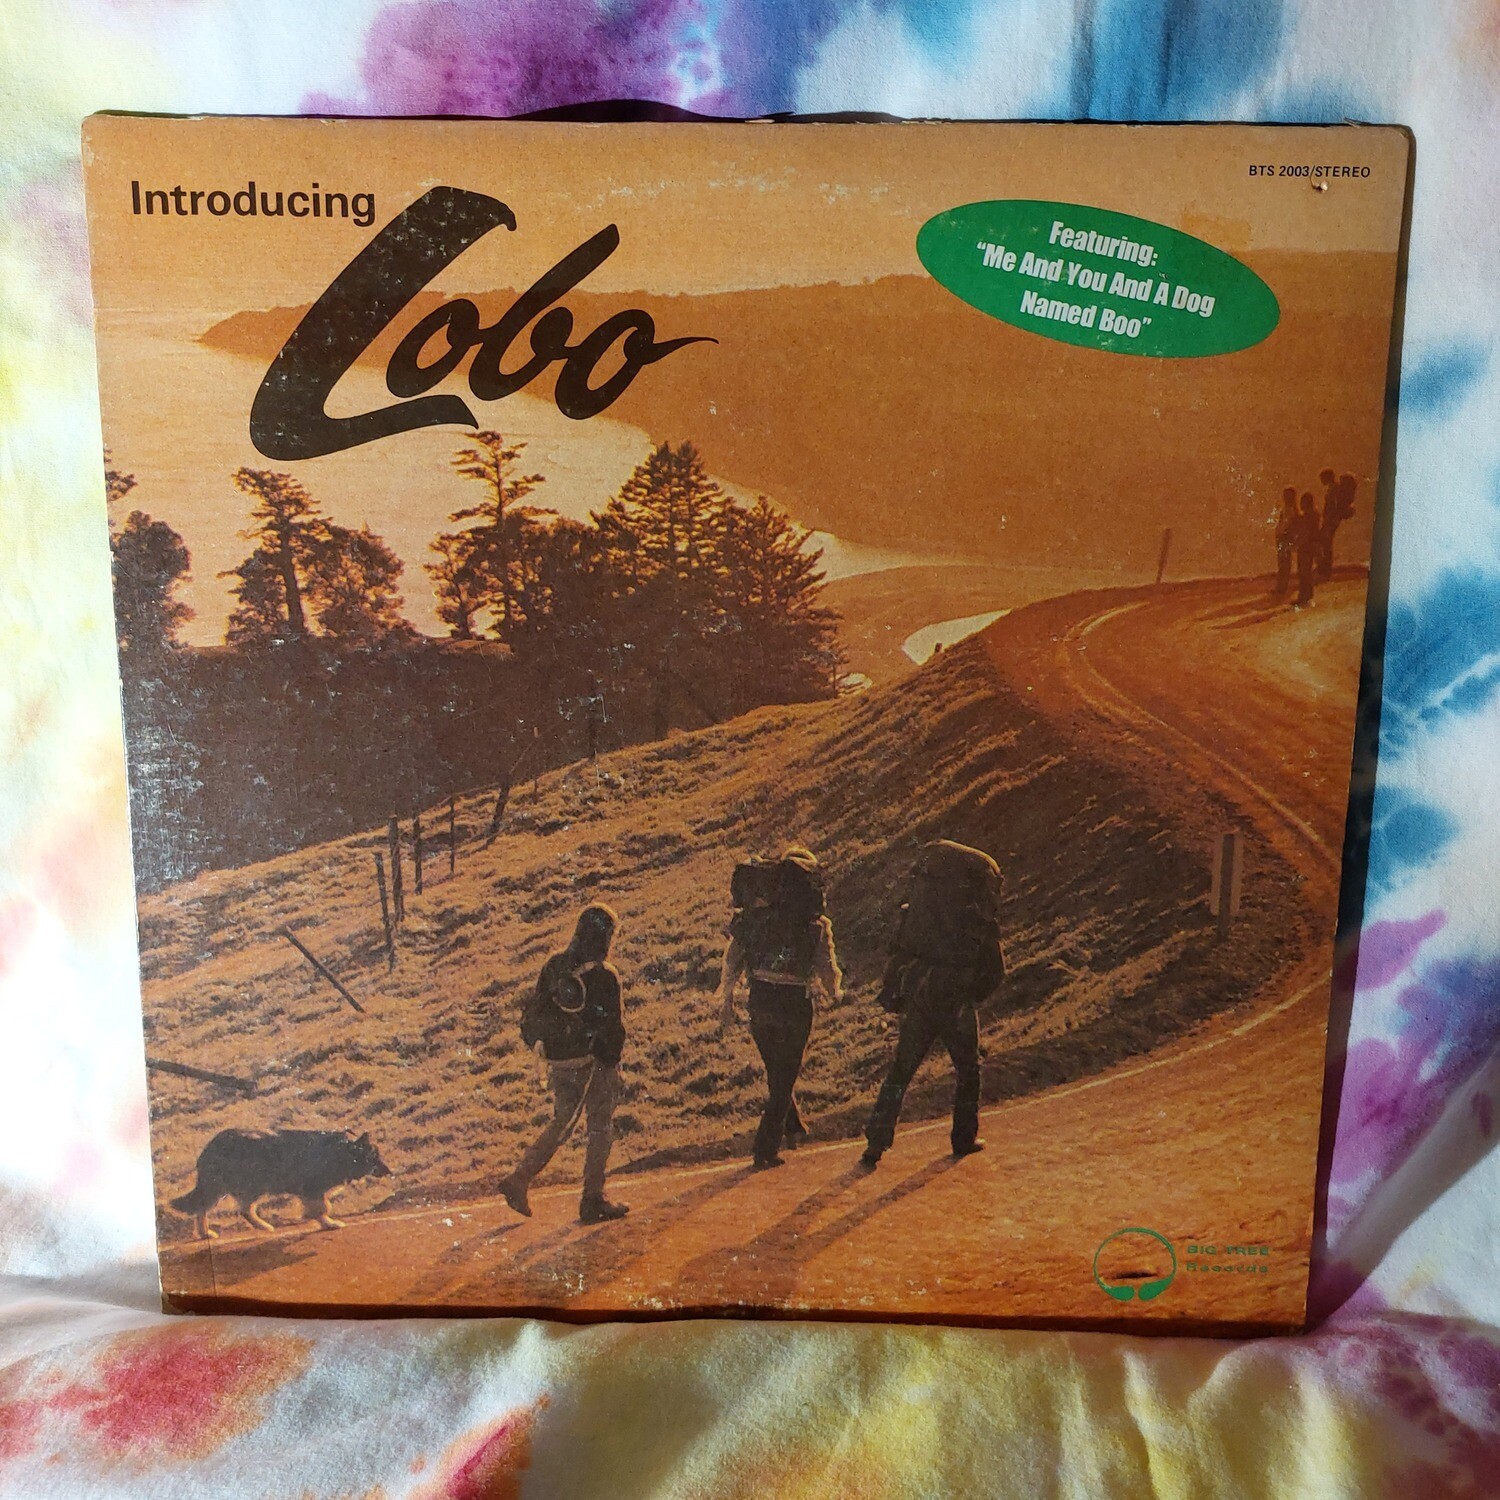 Introducing
Lobo
BTS 2003/STEREO
Featuring:
“Me And You And A Dog
Named Boo”
BIG TREE
Records